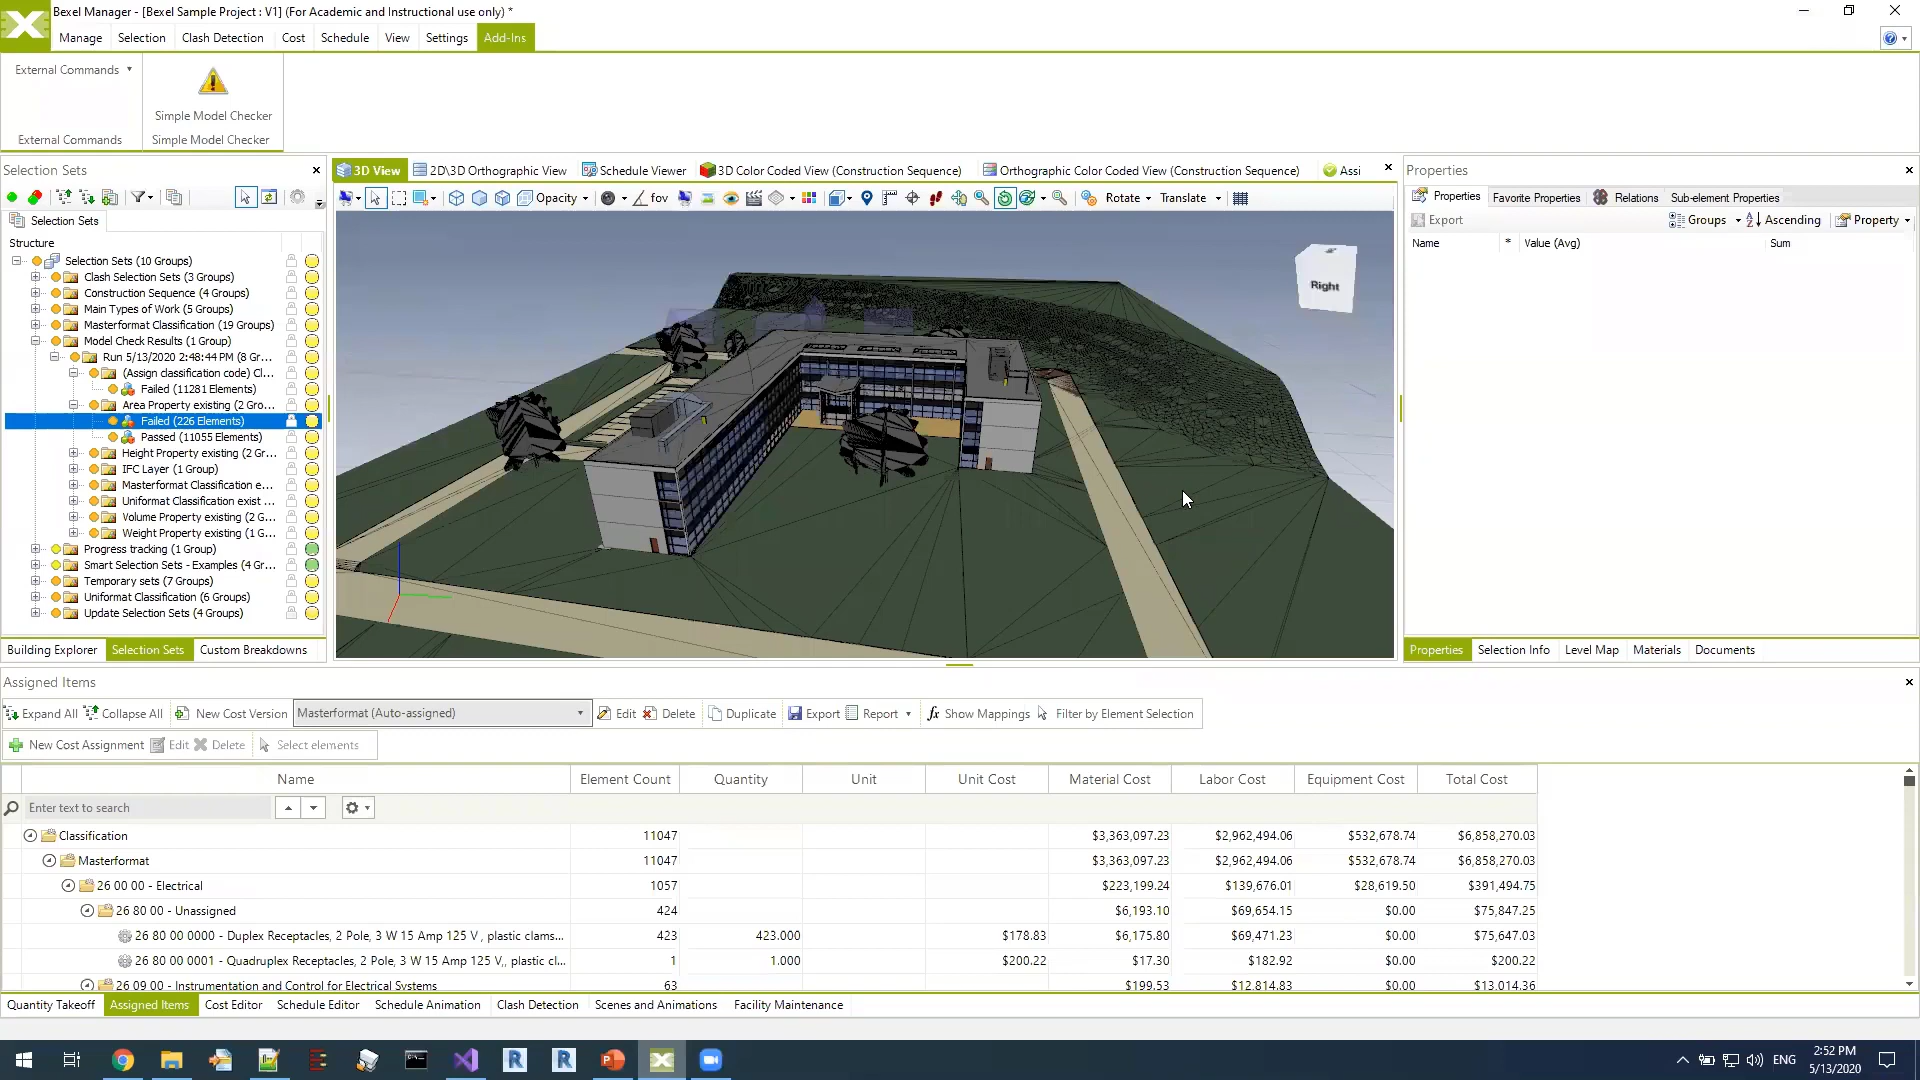 Bexel Manager - [Bexel Sample Project : V1] (For Academic and Instructional use only) *
Manage Selection Clash Detection Cost Schedule View Settings Add-Ins
External Commands
Simple Model Checker
External Commands Simple Model Checker
Selection Sets
3D View 2D\3D Orthographic View Schedule Viewer 3D Color Coded View (Construction Sequence) Orthographic Color Coded View (Construction Sequence) Assi
Properties
Opacity fov Rotate Translate
Properties Favorite Properties Relations Sub-element Properties
Export Groups Ascending Property
Name * Value (Avg) Sum
Selection Sets
Structure
Selection Sets (10 Groups)
Clash Selection Sets (3 Groups)
Construction Sequence (4 Groups)
Main Types of Work (5 Groups)
Masterformat Classification (19 Groups)
Model Check Results (1 Group)
Run 5/13/2020 2:48:44 PM (8 Gr...
(Assign classification code) Cl...
Failed (11281 Elements)
Area Property existing (2 Gro...
Failed (226 Elements)
Passed (11055 Elements)
Height Property existing (2 Gr...
IFC Layer (1 Group)
Masterformat Classification e...
Uniformat Classification exist ...
Volume Property existing (2 G...
Weight Property existing (1 G...
Progress tracking (1 Group)
Smart Selection Sets - Examples (4 Gr...
Temporary sets (7 Groups)
Uniformat Classification (6 Groups)
Update Selection Sets (4 Groups)
Right
Building Explorer Selection Sets Custom Breakdowns
Properties Selection Info Level Map Materials Documents
Assigned Items
Expand All Collapse All New Cost Version Masterformat (Auto-assigned) Edit Delete Duplicate Export Report fx Show Mappings Filter by Element Selection
New Cost Assignment Edit Delete Select elements
Name Element Count Quantity Unit Unit Cost Material Cost Labor Cost Equipment Cost Total Cost
Enter text to search
Classification 11047 $3,363,097.23 $2,962,494.06 $532,678.74 $6,858,270.03
Masterformat 11047 $3,363,097.23 $2,962,494.06 $532,678.74 $6,858,270.03
26 00 00 - Electrical 1057 $223,199.24 $139,676.01 $28,619.50 $391,494.75
26 80 00 - Unassigned 424 $6,193.10 $69,654.15 $0.00 $75,847.25
26 80 00 0000 - Duplex Receptacles, 2 Pole, 3 W 15 Amp 125 V , plastic clams... 423 423.000 $178.83 $6,175.80 $69,471.23 $0.00 $75,647.03
26 80 00 0001 - Quadruplex Receptacles, 2 Pole, 3 W 15 Amp 125 V,, plastic cl... 1 1.000 $200.22 $17.30 $182.92 $0.00 $200.22
26 09 00 - Instrumentation and Control for Electrical Systems 63 $199.53 $12,814.83 $0.00 $13,014.36
Quantity Takeoff Assigned Items Cost Editor Schedule Editor Schedule Animation Clash Detection Scenes and Animations Facility Maintenance
ENG
2:52 PM
5/13/2020